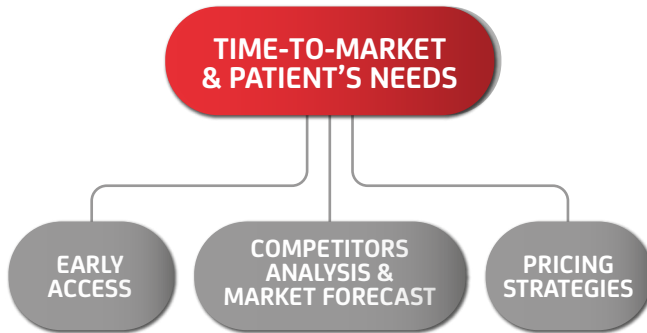 TIME-TO-MARKET
& PATIENT'S NEEDS
EARLY
ACCESS
COMPETITORS
ANALYSIS &
MARKET FORECAST
PRICING
STRATEGIES